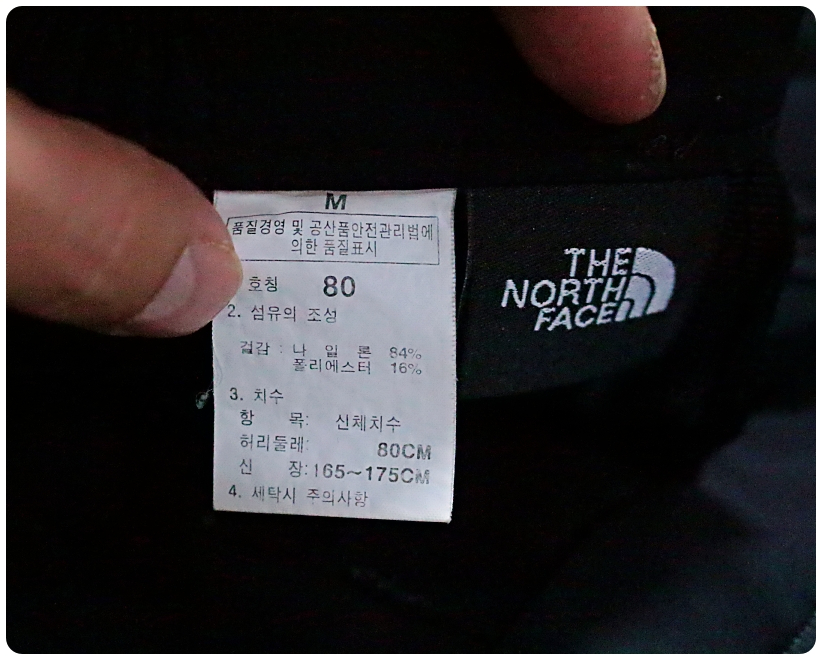 M
품질경영 및 공산품안전관리법에
의한 품질표시
호칭 80
2. 섬유의 조성
겉감 : 나 일 론 84%
폴리에스터 16%
3. 치수
항 목: 신체치수
허리둘레: 80CM
신 장: 165~175CM
4. 세탁시 주의사항
THE
NORTH
FACE